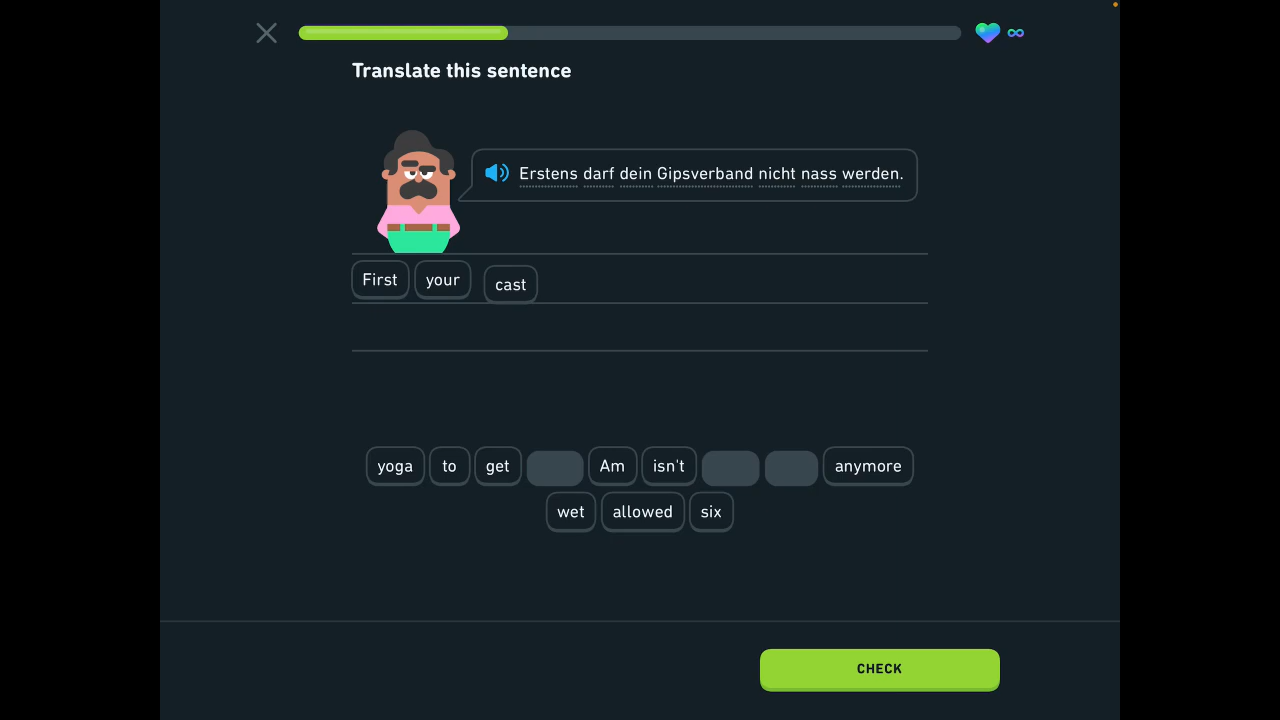 Translate this sentence
Erstens darf dein Gipsverband nicht nass werden.
First your cast
yoga to get Am isn't anymore
wet allowed six
CHECK